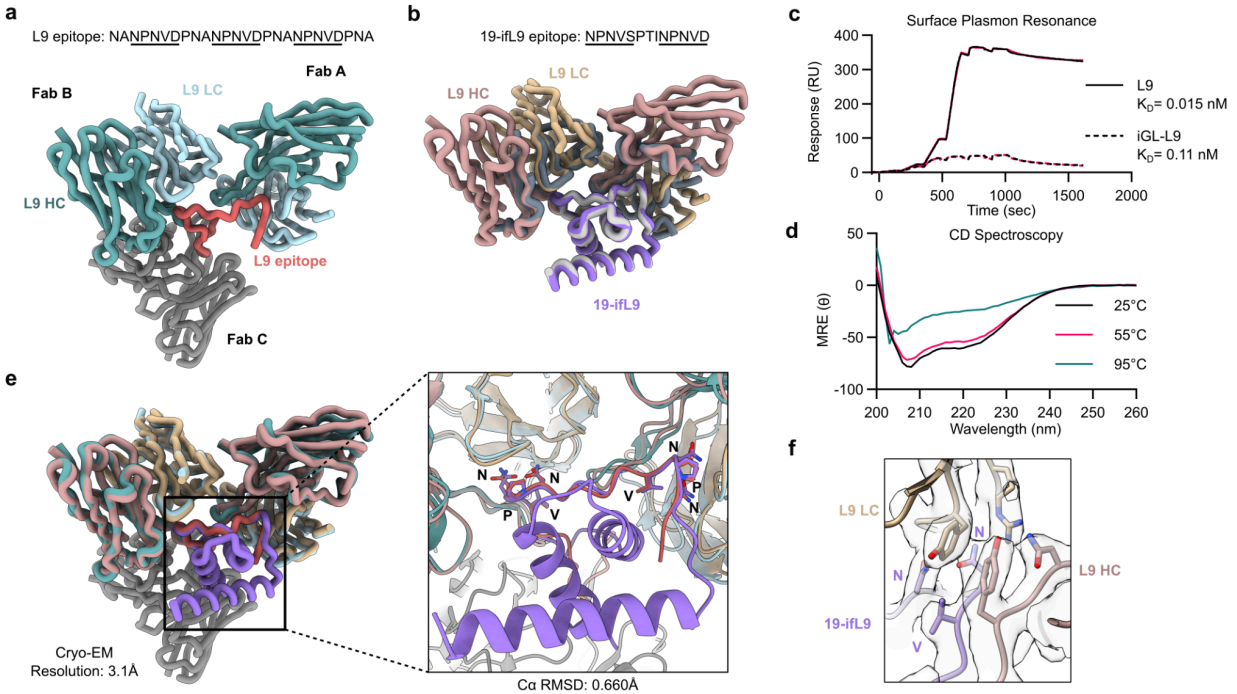 a
L9 epitope: NANPNVDPNANPNVDPNANPNVDPNA
Fab A
Fab B
L9 LC
L9 HC
L9 epitope
Fab C
b
19-ifL9 epitope: NPNVSPTINPNVD
L9 LC
L9 HC
19-ifL9
c
Surface Plasmon Resonance
Response (RU)
400
300
200
100
0
0 500 1000 1500 2000
Time (sec)
L9
KD= 0.015 nM
iGL-L9
KD= 0.11 nM
d
CD Spectroscopy
MRE (θ)
50
0
-50
-100
200 210 220 230 240 250 260
Wavelength (nm)
25°C
55°C
95°C
e
Cryo-EM
Resolution: 3.1Å
N
N
P
V
V
N
P
N
Cα RMSD: 0.660Å
f
L9 LC
N
N
L9 HC
19-ifL9
V